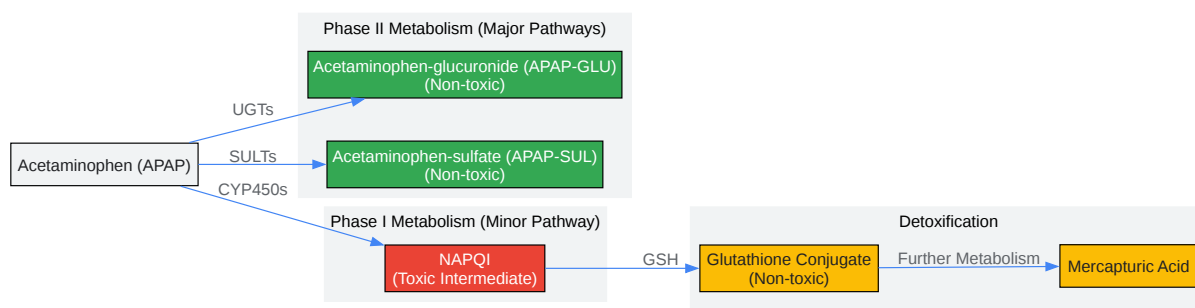 Phase II Metabolism (Major Pathways)
Acetaminophen-glucuronide (APAP-GLU)
(Non-toxic)
UGTs
Acetaminophen (APAP)
SULTs
Acetaminophen-sulfate (APAP-SUL)
(Non-toxic)
CYP450s
Phase I Metabolism (Minor Pathway)
NAPQI
(Toxic Intermediate)
GSH
Detoxification
Glutathione Conjugate
(Non-toxic)
Further Metabolism
Mercapturic Acid